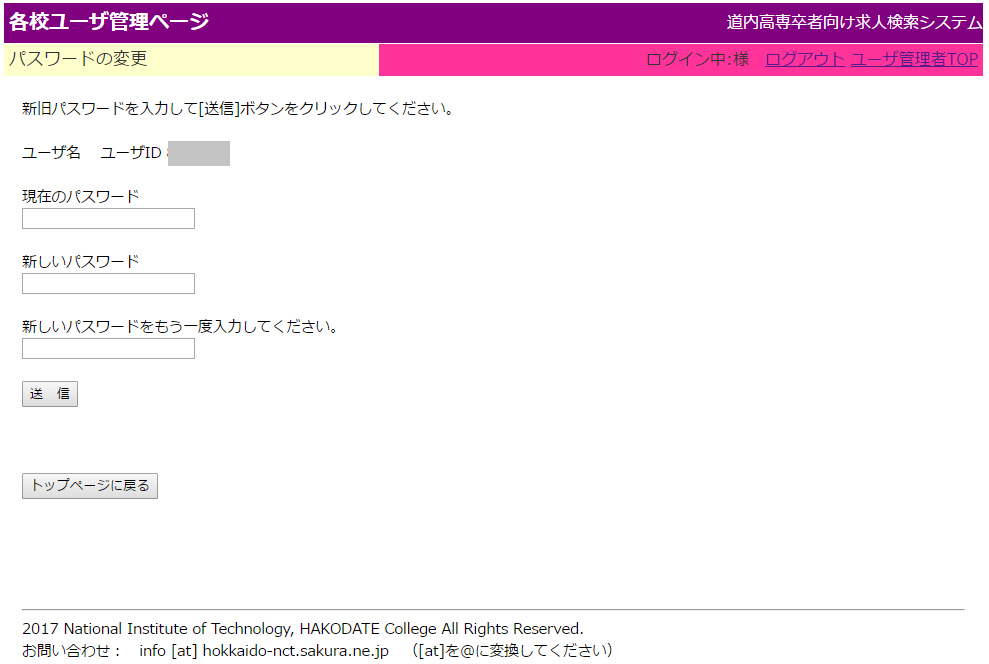 各校ユーザ管理ページ 道内高専卒者向け求人検索システム
パスワードの変更 ログイン中:様 ログアウト ユーザ管理者TOP
新旧パスワードを入力して[送信]ボタンをクリックしてください。
ユーザ名 ユーザID
現在のパスワード
新しいパスワード
新しいパスワードをもう一度入力してください。
送 信
トップページに戻る
2017 National Institute of Technology, HAKODATE College All Rights Reserved.
お問い合わせ： info [at] hokkaido-nct.sakura.ne.jp （[at]を@に変換してください）